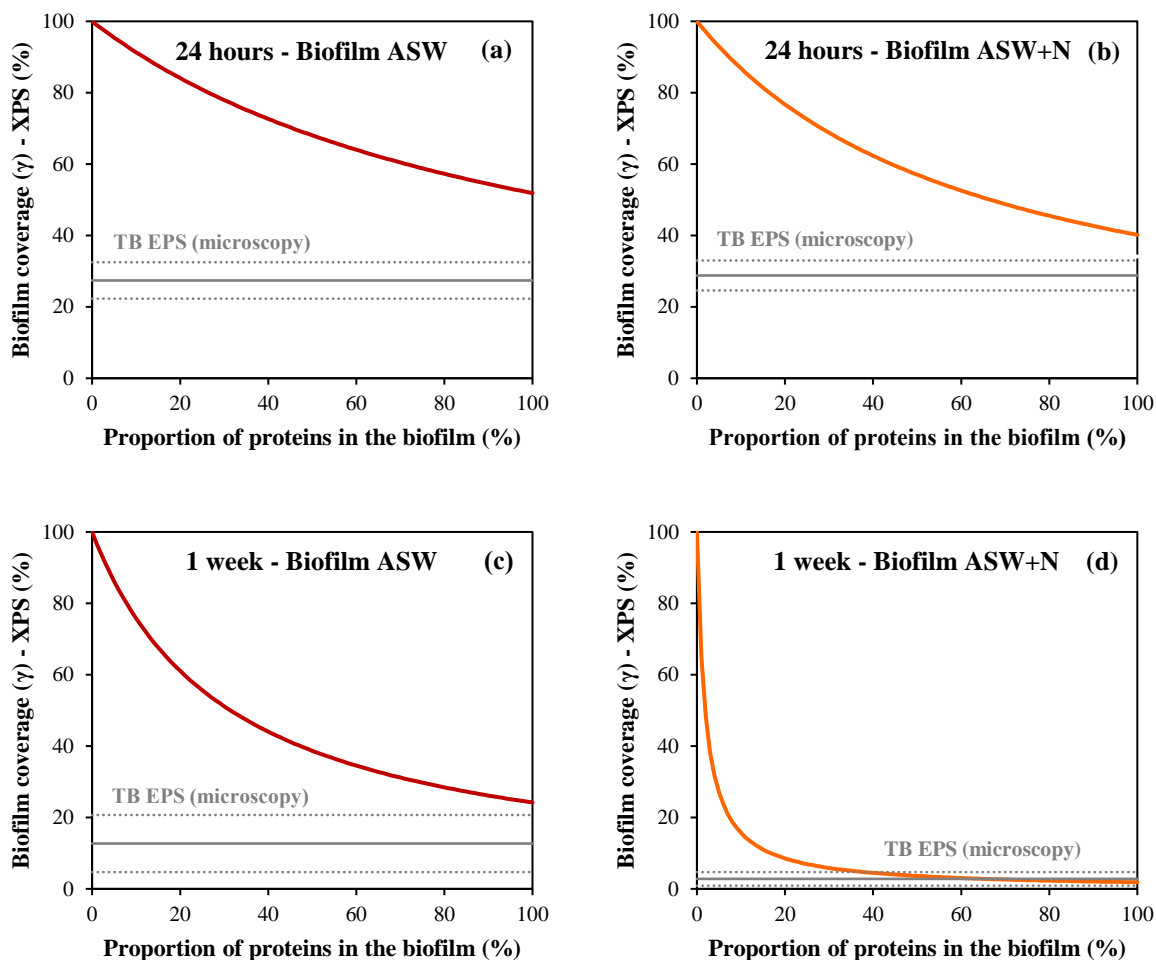 24 hours - Biofilm ASW (a)
Biofilm coverage (γ) - XPS (%)
100
80
60
40
20
0
TB EPS (microscopy)
0 20 40 60 80 100
Proportion of proteins in the biofilm (%)
24 hours - Biofilm ASW+N (b)
Biofilm coverage (γ) - XPS (%)
100
80
60
40
20
0
TB EPS (microscopy)
0 20 40 60 80 100
Proportion of proteins in the biofilm (%)
1 week - Biofilm ASW (c)
Biofilm coverage (γ) - XPS (%)
100
80
60
40
20
0
TB EPS (microscopy)
0 20 40 60 80 100
Proportion of proteins in the biofilm (%)
1 week - Biofilm ASW+N (d)
Biofilm coverage (γ) - XPS (%)
100
80
60
40
20
0
TB EPS (microscopy)
0 20 40 60 80 100
Proportion of proteins in the biofilm (%)